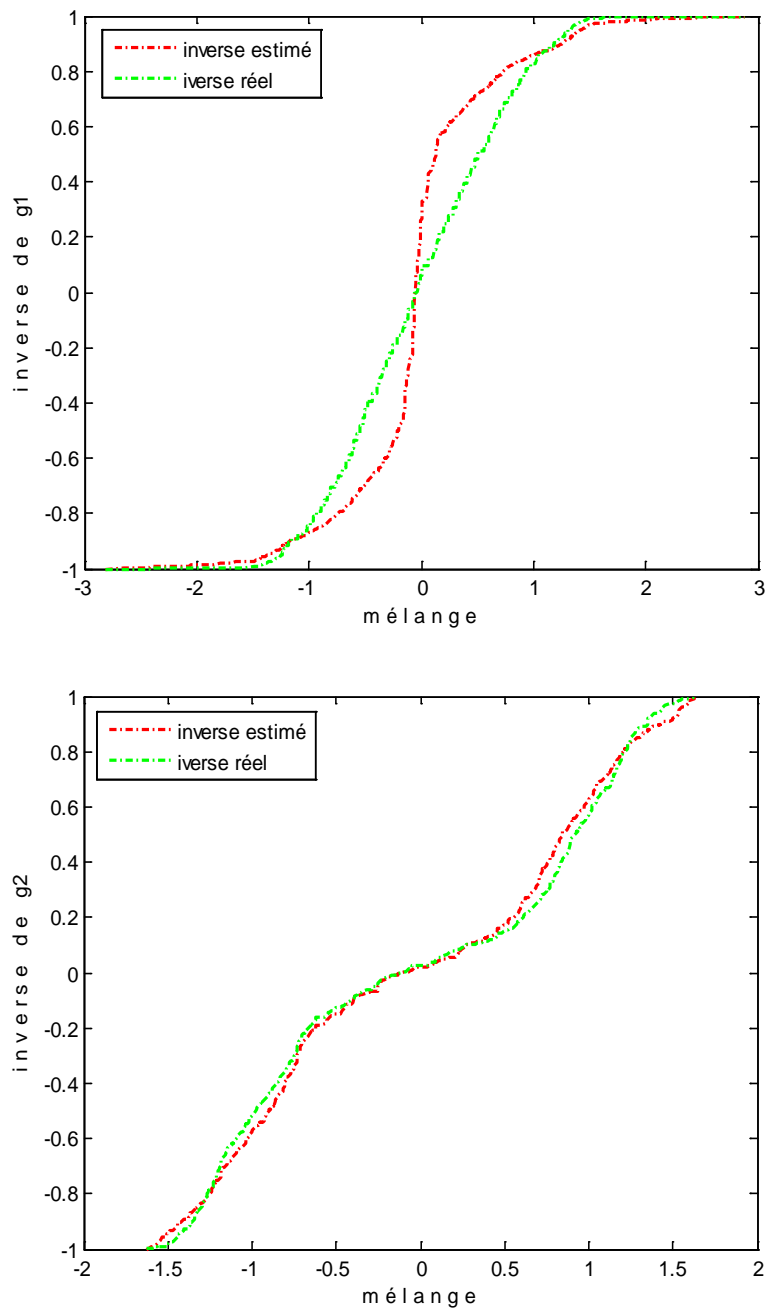 1
0.8
0.6
0.4
0.2
0
-0.2
-0.4
-0.6
-0.8
-1
inverse de g1
inverse estimé
iverse réel
-3 -2 -1 0 1 2 3
mélange
1
0.8
0.6
0.4
0.2
0
-0.2
-0.4
-0.6
-0.8
-1
inverse de g2
inverse estimé
iverse réel
-2 -1.5 -1 -0.5 0 0.5 1 1.5 2
mélange